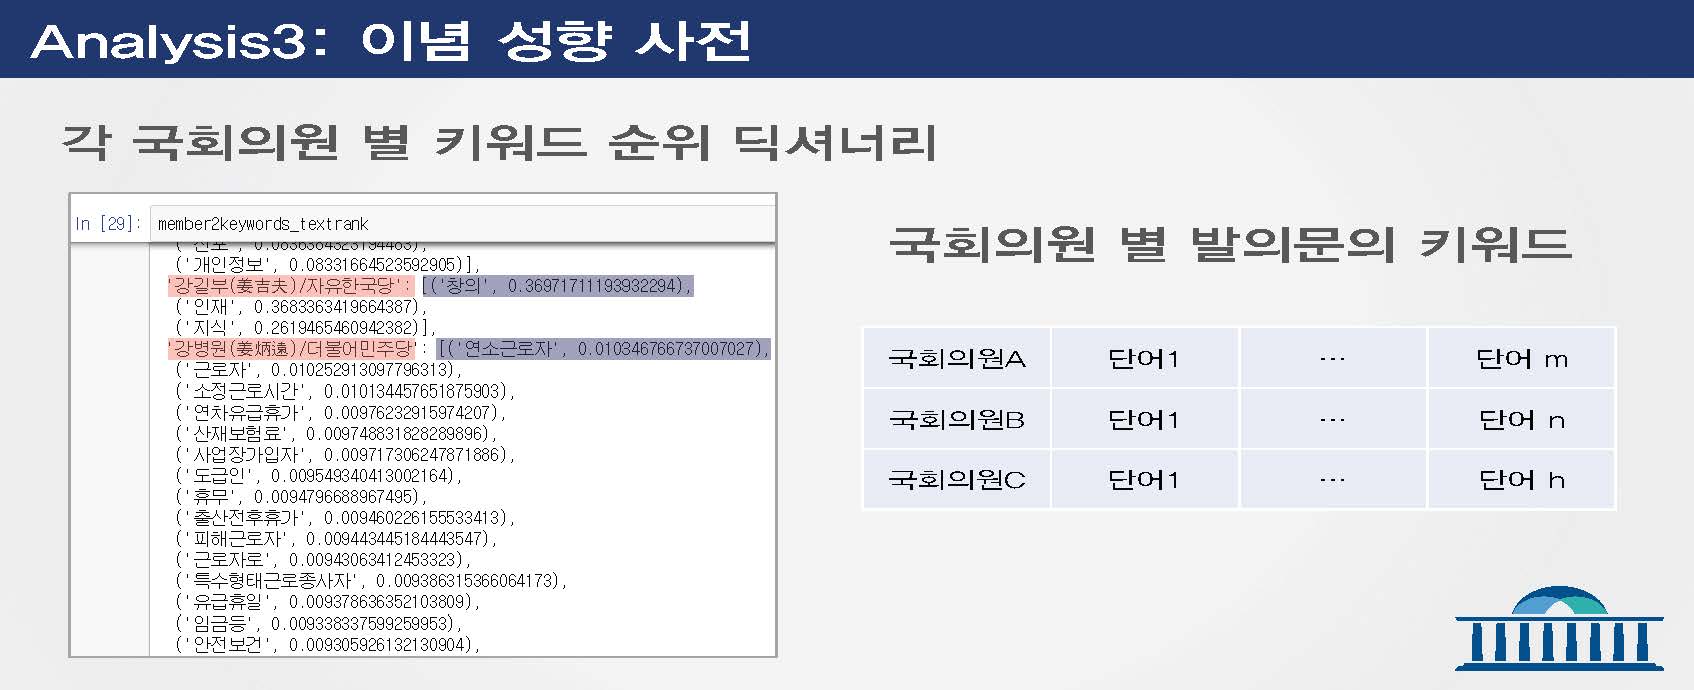 Analysis3: 이념 성향 사전
각 국회의원 별 키워드 순위 딕셔너리
In [29]: member2keywords_textrank
('개인정보', 0.08331664523592905)],
'강길부(姜吉夫)/자유한국당': [('창의', 0.36971711193932294),
('인재', 0.3683363419664387),
('지식', 0.2619465460942382)],
'강병원(姜炳遠)/더불어민주당': [('연소근로자', 0.010346766737007027),
('근로자', 0.010252913097796313),
('소정근로시간', 0.010134457651875903),
('연차유급휴가', 0.00976232915974207),
('산재보험료', 0.009748831828289896),
('사업장가입자', 0.009717306247871886),
('도급인', 0.009549340413002164),
('휴무', 0.0094796688967495),
('출산전후휴가', 0.009460226155533413),
('피해근로자', 0.009443445184443547),
('근로자로', 0.00943063412453323),
('특수형태근로종사자', 0.009386315366064173),
('유급휴일', 0.009378636352103809),
('임금등', 0.009338337599259953),
('안전보건', 0.009305926132130904),
국회의원 별 발의문의 키워드
국회의원A 단어1 ··· 단어 m
국회의원B 단어1 ··· 단어 n
국회의원C 단어1 ··· 단어 h